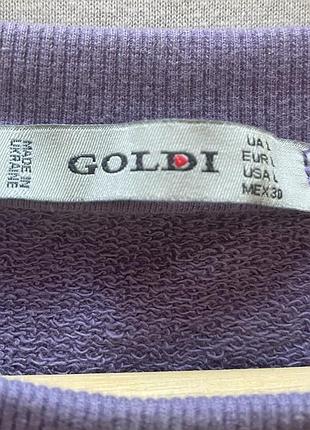 MADE IN
UKRAINE
GOLDI
UA L
EUR L
USA L
MEX 30